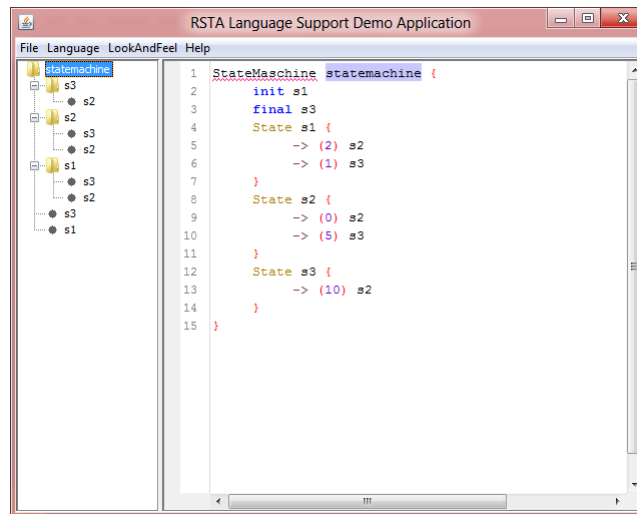 RSTA Language Support Demo Application
File Language LookAndFeel Help
statemachine
s3
s2
s2
s3
s2
s1
s3
s2
s3
s1
1 StateMaschine statemachine {
2 init s1
3 final s3
4 State s1 {
5 -> (2) s2
6 -> (1) s3
7 }
8 State s2 {
9 -> (0) s2
10 -> (5) s3
11 }
12 State s3 {
13 -> (10) s2
14 }
15 }